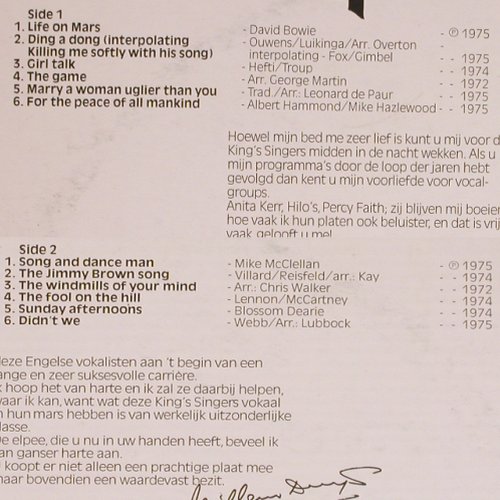 Side 1
1. Life on Mars - David Bowie - ℗ 1975
2. Ding a dong (interpolating - Ouwens/Luikinga/Arr. Overton
Killing me softly with his song) interpolating - Fox/Gimbel - - 1975
3. Girl talk - Hefti/Troup - - 1974
4. The game - Arr. George Martin - - 1972
5. Marry a woman uglier than you - Trad./Arr.: Leonard de Paur - - 1975
6. For the peace of all mankind - Albert Hammond/Mike Hazlewood - - - 1975
Hoewel mijn bed me zeer lief is kunt u mij voor d
King's Singers midden in de nacht wekken. Als u
mijn programma's door de loop der jaren hebt
gevolgd dan kent u mijn voorliefde voor vocal-
groups.
Anita Kerr, Hilo's, Percy Faith; zij blijven mij boeien
hoe vaak ik hun platen ook beluister, en dat is vrij
vaak gelooft u me!
Side 2
1. Song and dance man - Mike McClellan - ℗ 1975
2. The Jimmy Brown song - Villard/Reisfeld/arr.: Kay - - 1974
3. The windmills of your mind - Arr.: Chris Walker - - 1972
4. The fool on the hill - Lennon/McCartney - - 1974
5. Sunday afternoons - Blossom Dearie - - 1974
6. Didn't we - Webb/Arr.: Lubbock - - 1975
deze Engelse vokalisten aan 't begin van een
ange en zeer suksesvolle carrière.
k hoop het van harte en ik zal ze daarbij helpen,
waar ik kan, want wat deze King's Singers vokaal
n hun mars hebben is van werkelijk uitzonderlijke
lasse.
De elpee, die u nu in uw handen heeft, beveel ik
van ganser harte aan.
U koopt er niet alleen een prachtige plaat mee
maar bovendien een waardevast bezit.